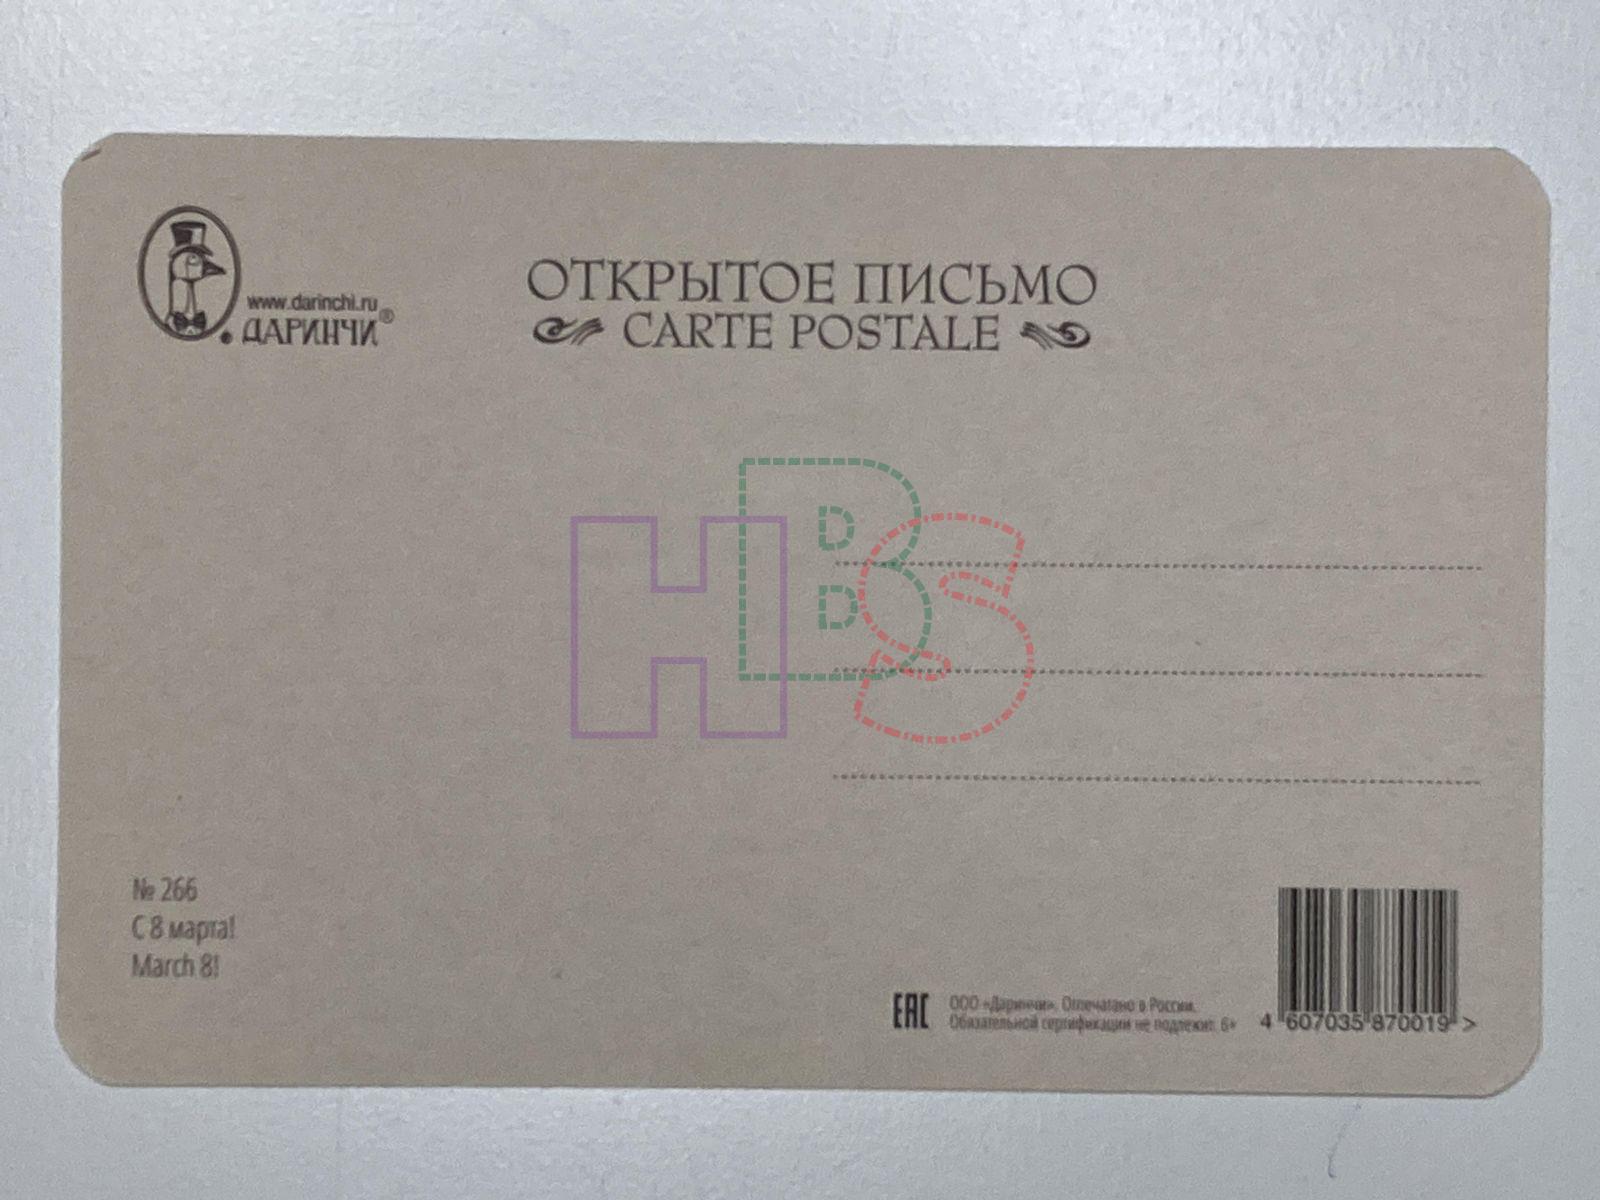 www.darinchi.ru
ДАРИНЧИ®
ОТКРЫТОЕ ПИСЬМО
CARTE POSTALE
H B S
№ 266
С 8 марта!
March 8!
EAC
ООО «Даринчи». Отпечатано в России.
Обязательной сертификации не подлежит. 6+
4 607035 870019 >